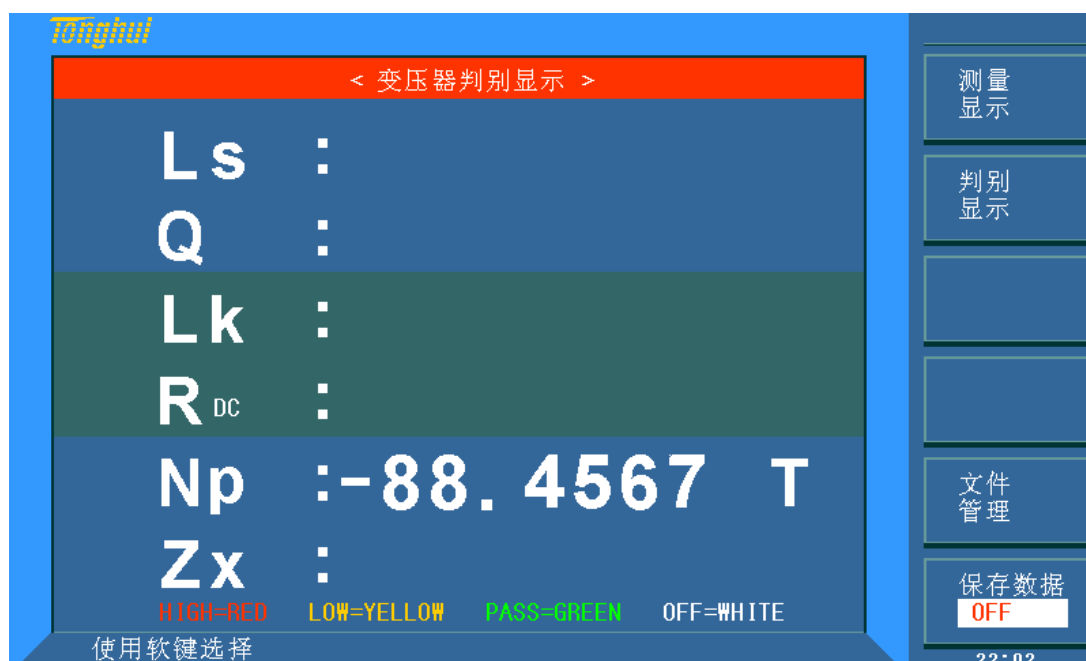 Tonghui
< 变压器判别显示 >
Ls :
Q :
Lk :
R DC :
Np :-88.4567 T
Zx :
HIGH=RED LOW=YELLOW PASS=GREEN OFF=WHITE
使用软键选择
测量
显示
判别
显示
文件
管理
保存数据
OFF